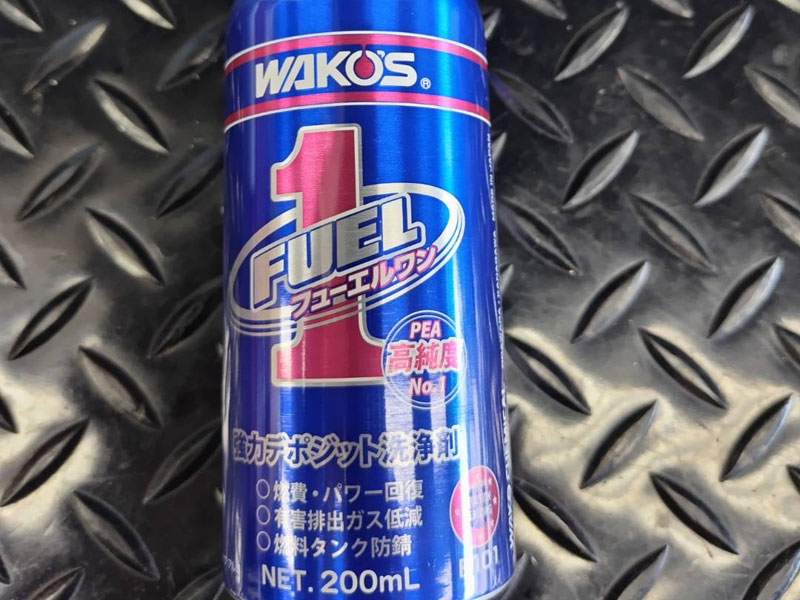 WAKO'S®
1
FUEL
フューエルワン
PEA
高純度
No.1
強力デポジット洗浄剤
○燃費・パワー回復
○有害排出ガス低減
○燃料タンク防錆
NET. 200mL